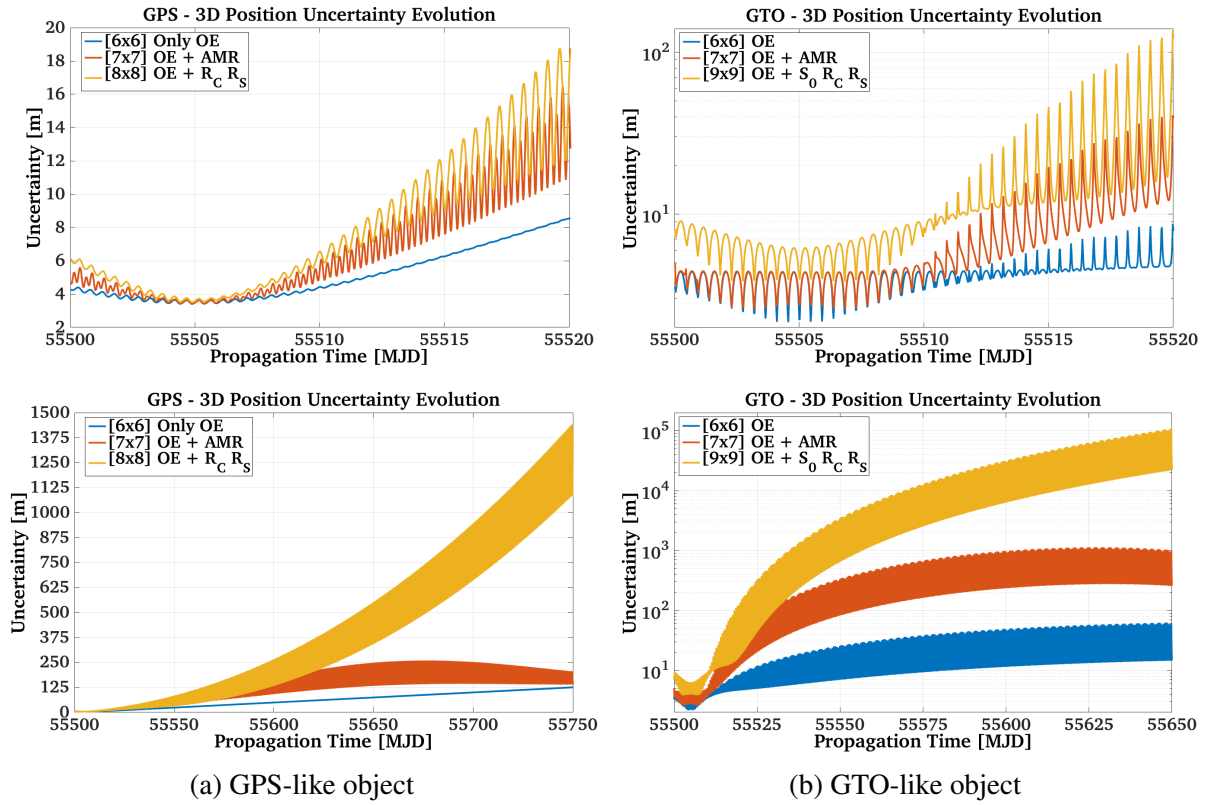 GPS - 3D Position Uncertainty Evolution
[6x6] Only OE
[7x7] OE + AMR
[8x8] OE + R_C R_S
Uncertainty [m]
20
18
16
14
12
10
8
6
4
2
55500 55505 55510 55515 55520
Propagation Time [MJD]
GTO - 3D Position Uncertainty Evolution
[6x6] OE
[7x7] OE + AMR
[9x9] OE + S_0 R_C R_S
Uncertainty [m]
10^2
10^1
55500 55505 55510 55515 55520
Propagation Time [MJD]
GPS - 3D Position Uncertainty Evolution
[6x6] Only OE
[7x7] OE + AMR
[8x8] OE + R_C R_S
Uncertainty [m]
1500
1375
1250
1125
1000
875
750
625
500
375
250
125
0
55500 55550 55600 55650 55700 55750
Propagation Time [MJD]
GTO - 3D Position Uncertainty Evolution
[6x6] OE
[7x7] OE + AMR
[9x9] OE + S_0 R_C R_S
Uncertainty [m]
10^5
10^4
10^3
10^2
10^1
55500 55525 55550 55575 55600 55625 55650
Propagation Time [MJD]
(a) GPS-like object
(b) GTO-like object